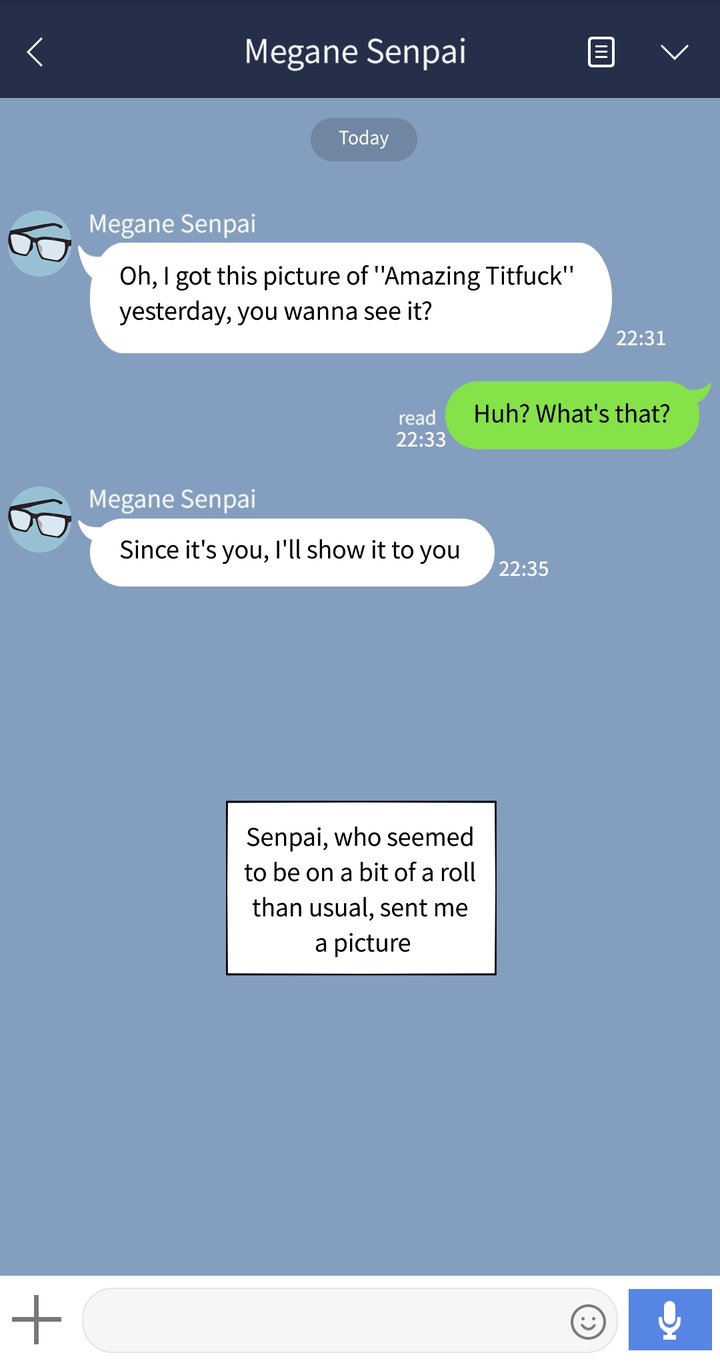 Megane Senpai
Today
Megane Senpai
Oh, I got this picture of "Amazing Titfuck"
yesterday, you wanna see it?
22:31
Huh? What's that?
read
22:33
Megane Senpai
Since it's you, I'll show it to you
22:35
Senpai, who seemed
to be on a bit of a roll
than usual, sent me
a picture